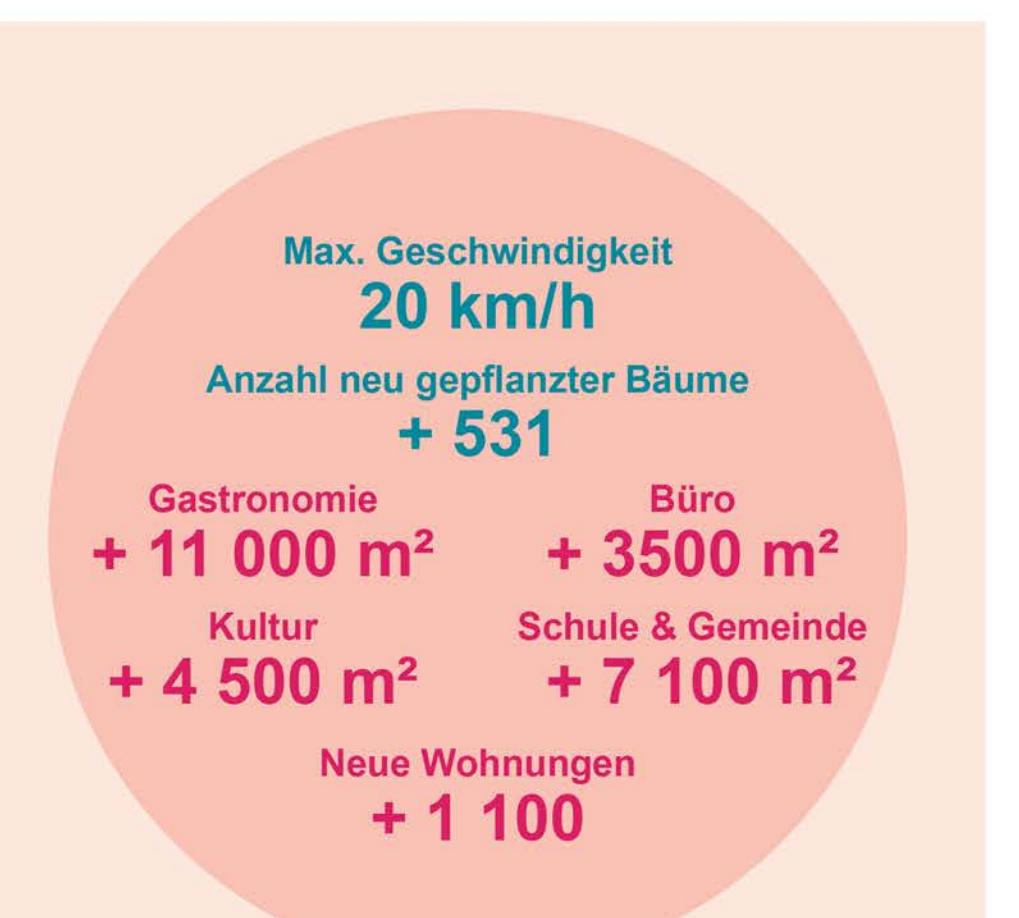 Max. Geschwindigkeit
20 km/h
Anzahl neu gepflanzter Bäume
+ 531
Gastronomie
+ 11 000 m²
Büro
+ 3500 m²
Kultur
+ 4 500 m²
Schule & Gemeinde
+ 7 100 m²
Neue Wohnungen
+ 1 100